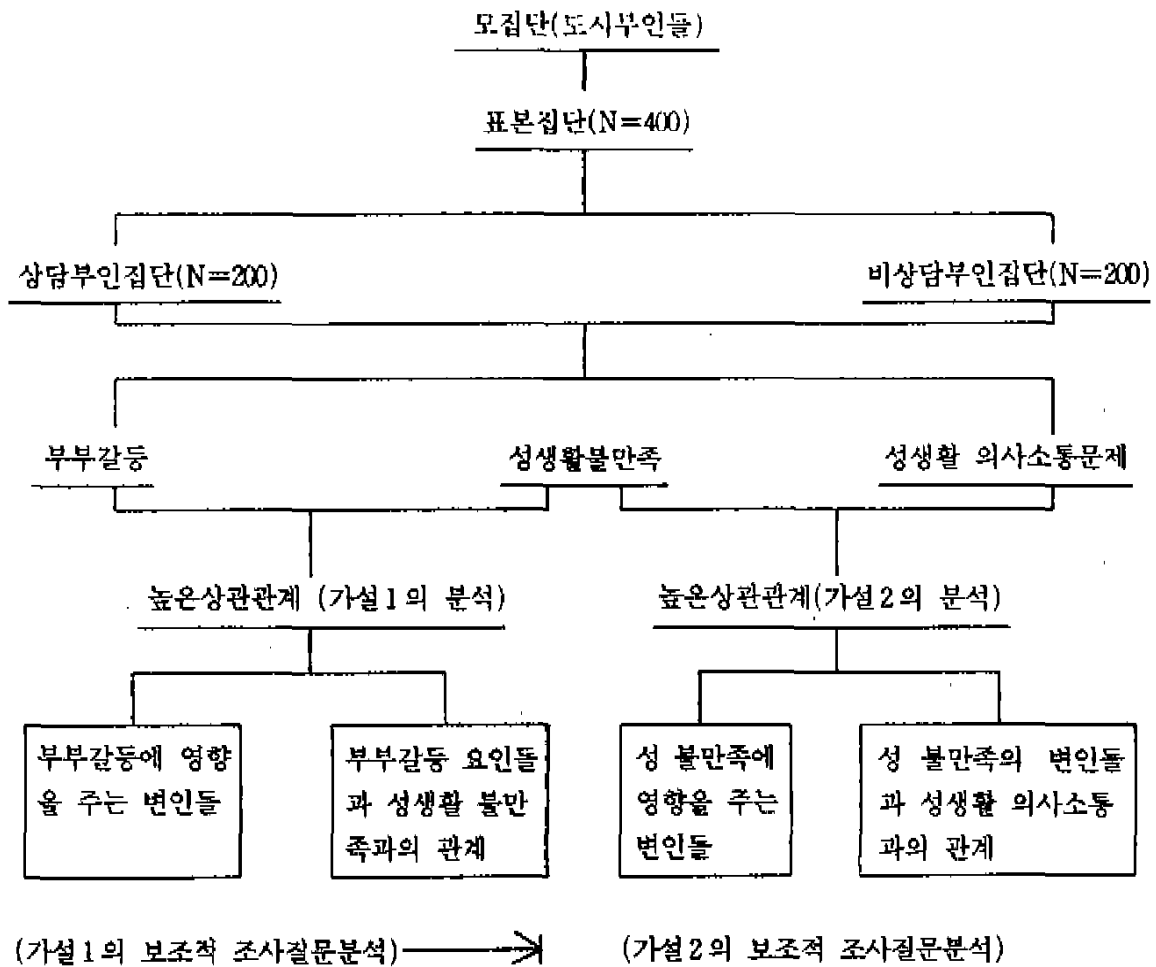 모집단(도시부인들)
표본집단(N=400)
상담부인집단(N=200) 비상담부인집단(N=200)
부부갈등 성생활불만족 성생활 의사소통문제
높은상관관계 (가설1의 분석) 높은상관관계(가설2의 분석)
부부갈등에 영향
을 주는 변인들
부부갈등 요인들
과 성생활 불만
족과의 관계
성 불만족에
영향을 주는
변인들
성 불만족의 변인들
과 성생활 의사소통
과의 관계
(가설1의 보조적 조사질문분석) (가설2의 보조적 조사질문분석)